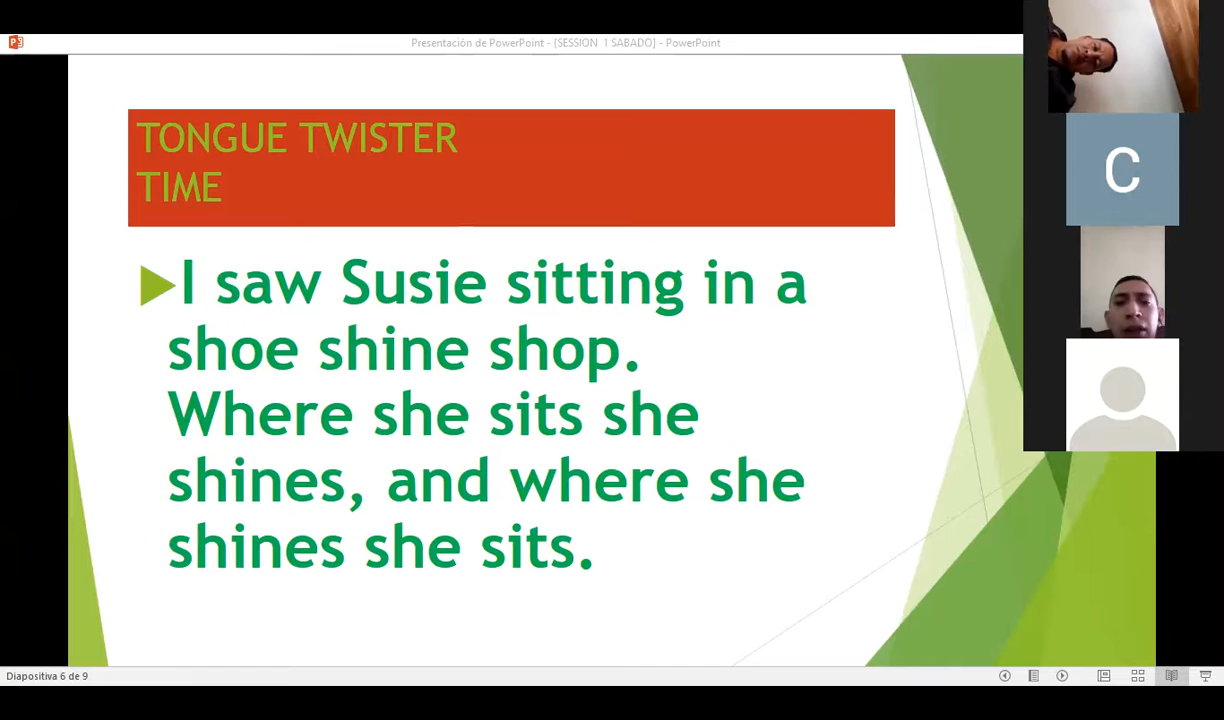 Presentación de PowerPoint - [SESSION 1 SABADO] - PowerPoint
TONGUE TWISTER
TIME
I saw Susie sitting in a
shoe shine shop.
Where she sits she
shines, and where she
shines she sits.
C
Diapositiva 6 de 9